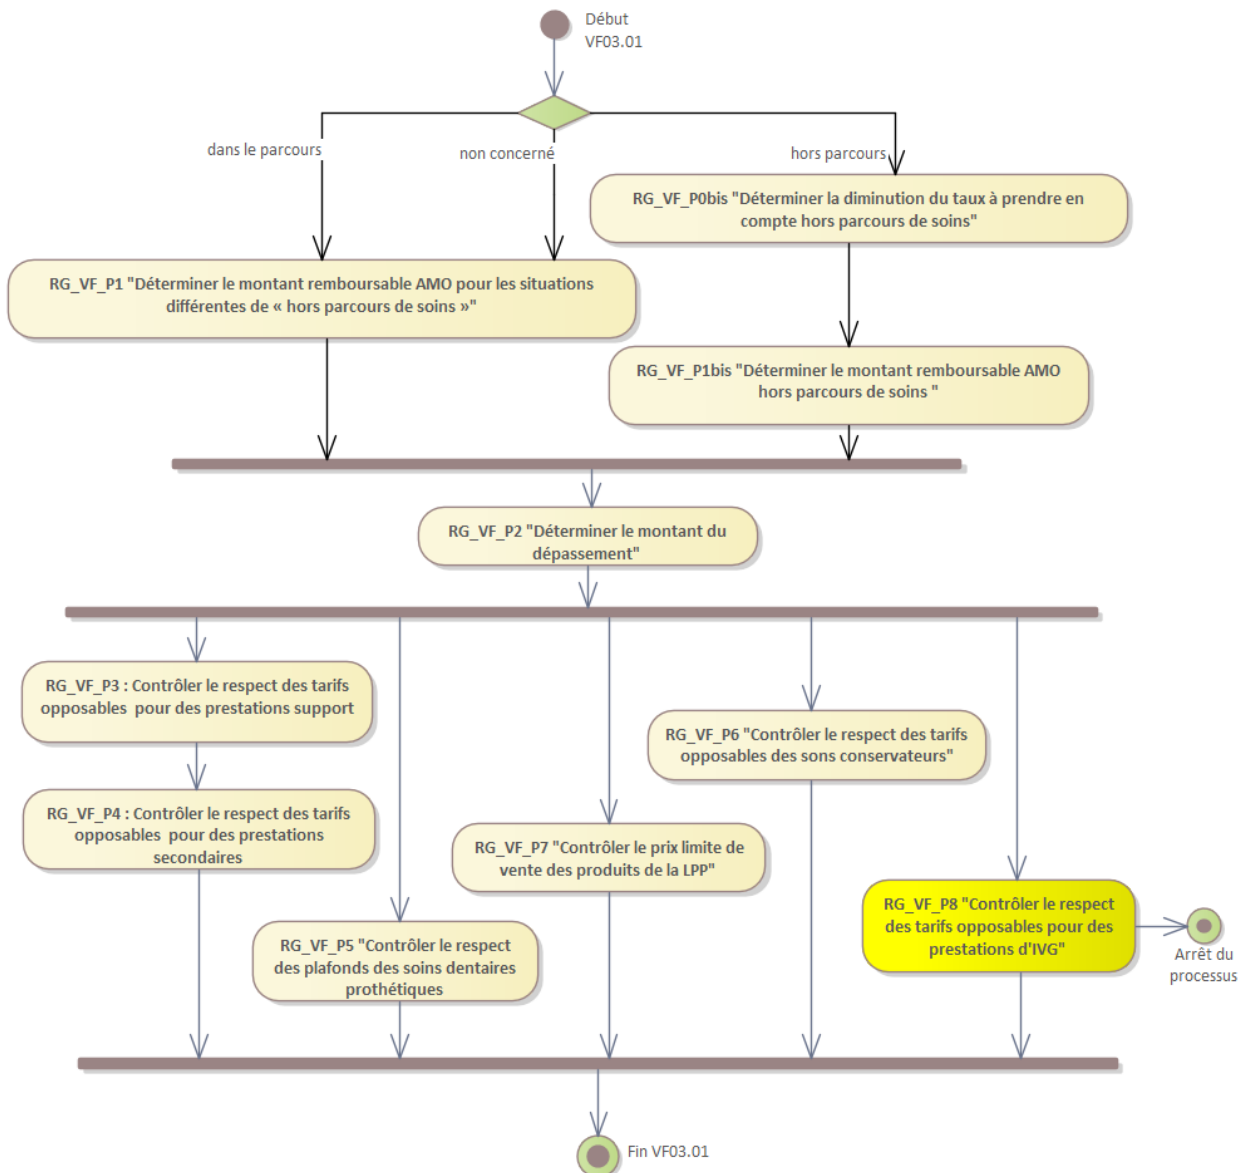 Début
VF03.01
dans le parcours
non concerné
hors parcours
RG_VF_P0bis "Déterminer la diminution du taux à prendre en
compte hors parcours de soins"
RG_VF_P1 "Déterminer le montant remboursable AMO pour les situations
différentes de « hors parcours de soins »"
RG_VF_P1bis "Déterminer le montant remboursable AMO
hors parcours de soins "
RG_VF_P2 "Déterminer le montant du
dépassement"
RG_VF_P3 : Contrôler le respect des tarifs
opposables  pour des prestations support
RG_VF_P6 "Contrôler le respect des tarifs
opposables des sons conservateurs"
RG_VF_P4 : Contrôler le respect des tarifs
opposables  pour des prestations
secondaires
RG_VF_P7 "Contrôler le prix limite de
vente des produits de la LPP"
RG_VF_P8 "Contrôler le respect
des tarifs opposables pour des
prestations d'IVG"
RG_VF_P5 "Contrôler le respect
des plafonds des soins dentaires
prothétiques
Arrêt du
processus
Fin VF03.01